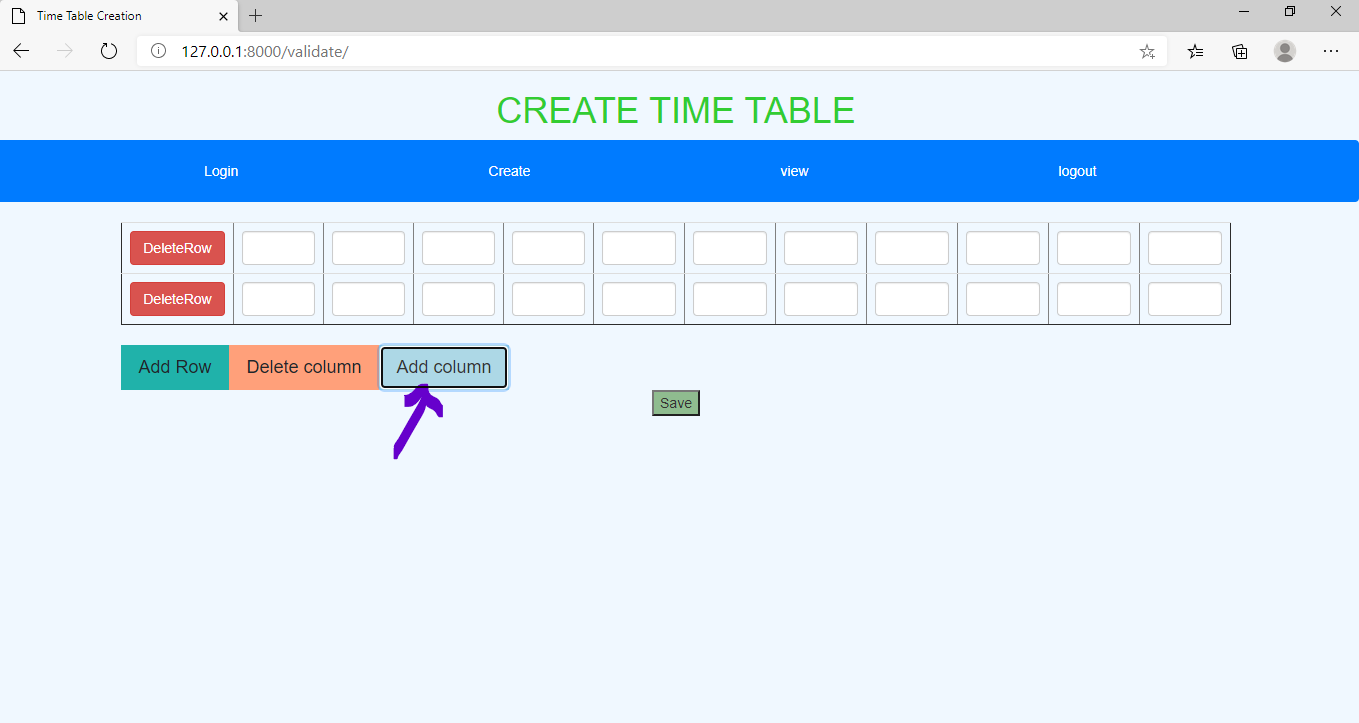 Time Table Creation
127.0.0.1:8000/validate/
CREATE TIME TABLE
Login Create view logout
DeleteRow
DeleteRow
Add Row Delete column Add column
Save